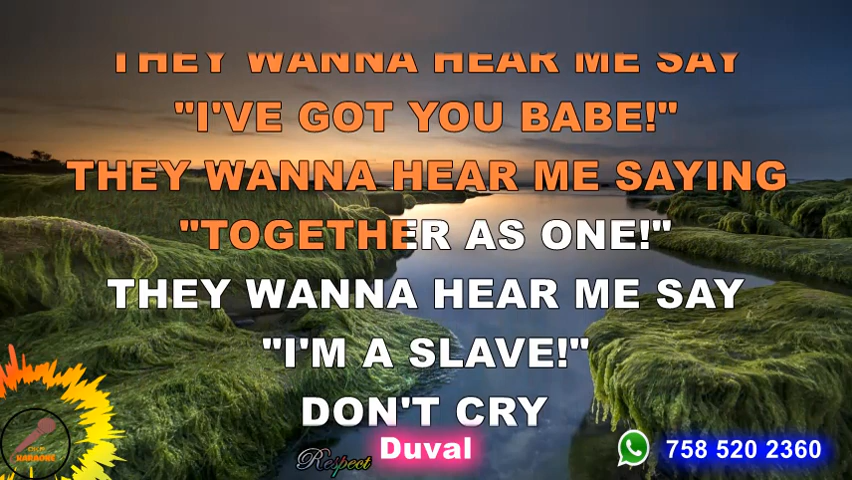 THEY WANNA HEAR ME SAY
"I'VE GOT YOU BABE!"
THEY WANNA HEAR ME SAYING
"TOGETHER AS ONE!"
THEY WANNA HEAR ME SAY
"I'M A SLAVE!"
DON'T CRY
Respect Duval
758 520 2360
KARAOKE